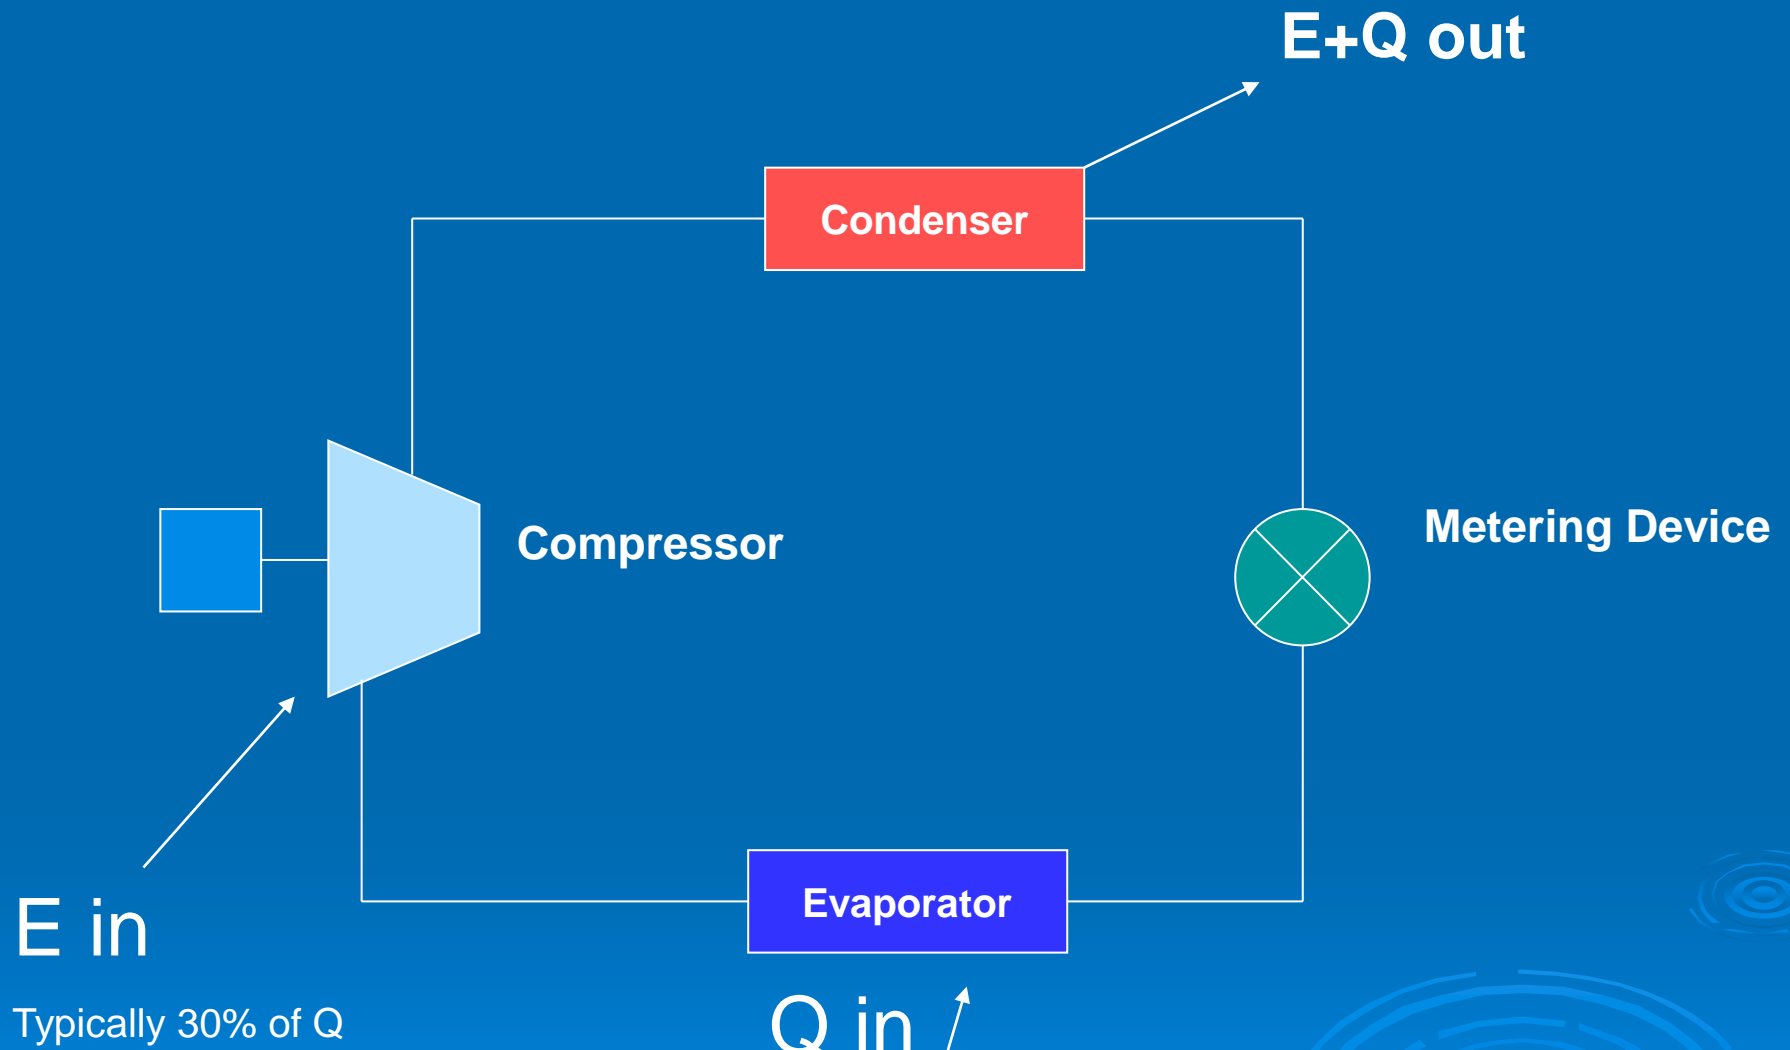 E+Q out
Condenser
Compressor
Metering Device
Evaporator
E in
Q in
Typically 30% of Q